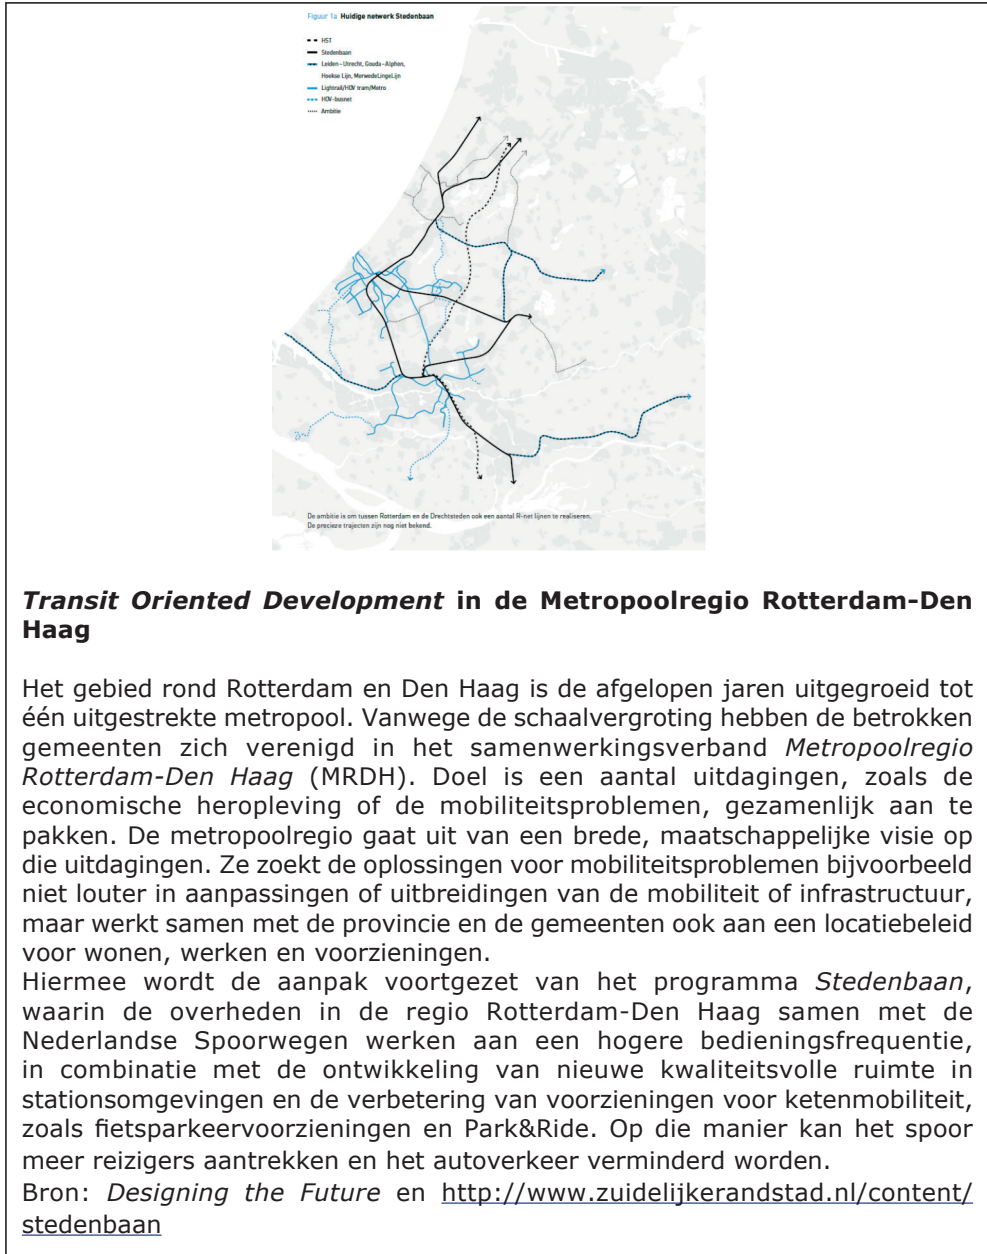 Figuur 1a Huidige netwerk Stedenbaan
HST
Stedenbaan
Leiden-Utrecht, Gouda-Alphen,
Hoekse Lijn, MerwedeLingeLijn
Lightrail/HOV tram/Metro
HOV-busnet
Ambitie
De ambitie is om tussen Rotterdam en de Drechtsteden ook een aantal R-net lijnen te realiseren.
De precieze trajecten zijn nog niet bekend.
Transit Oriented Development in de Metropoolregio Rotterdam-Den
Haag
Het gebied rond Rotterdam en Den Haag is de afgelopen jaren uitgegroeid tot
één uitgestrekte metropool. Vanwege de schaalvergroting hebben de betrokken
gemeenten zich verenigd in het samenwerkingsverband Metropoolregio
Rotterdam-Den Haag (MRDH). Doel is een aantal uitdagingen, zoals de
economische heropleving of de mobiliteitsproblemen, gezamenlijk aan te
pakken. De metropoolregio gaat uit van een brede, maatschappelijke visie op
die uitdagingen. Ze zoekt de oplossingen voor mobiliteitsproblemen bijvoorbeeld
niet louter in aanpassingen of uitbreidingen van de mobiliteit of infrastructuur,
maar werkt samen met de provincie en de gemeenten ook aan een locatiebeleid
voor wonen, werken en voorzieningen.
Hiermee wordt de aanpak voortgezet van het programma Stedenbaan,
waarin de overheden in de regio Rotterdam-Den Haag samen met de
Nederlandse Spoorwegen werken aan een hogere bedieningsfrequentie,
in combinatie met de ontwikkeling van nieuwe kwaliteitsvolle ruimte in
stationsomgevingen en de verbetering van voorzieningen voor ketenmobiliteit,
zoals fietsparkeervoorzieningen en Park&Ride. Op die manier kan het spoor
meer reizigers aantrekken en het autoverkeer verminderd worden.
Bron: Designing the Future en http://www.zuidelijkerandstad.nl/content/
stedenbaan